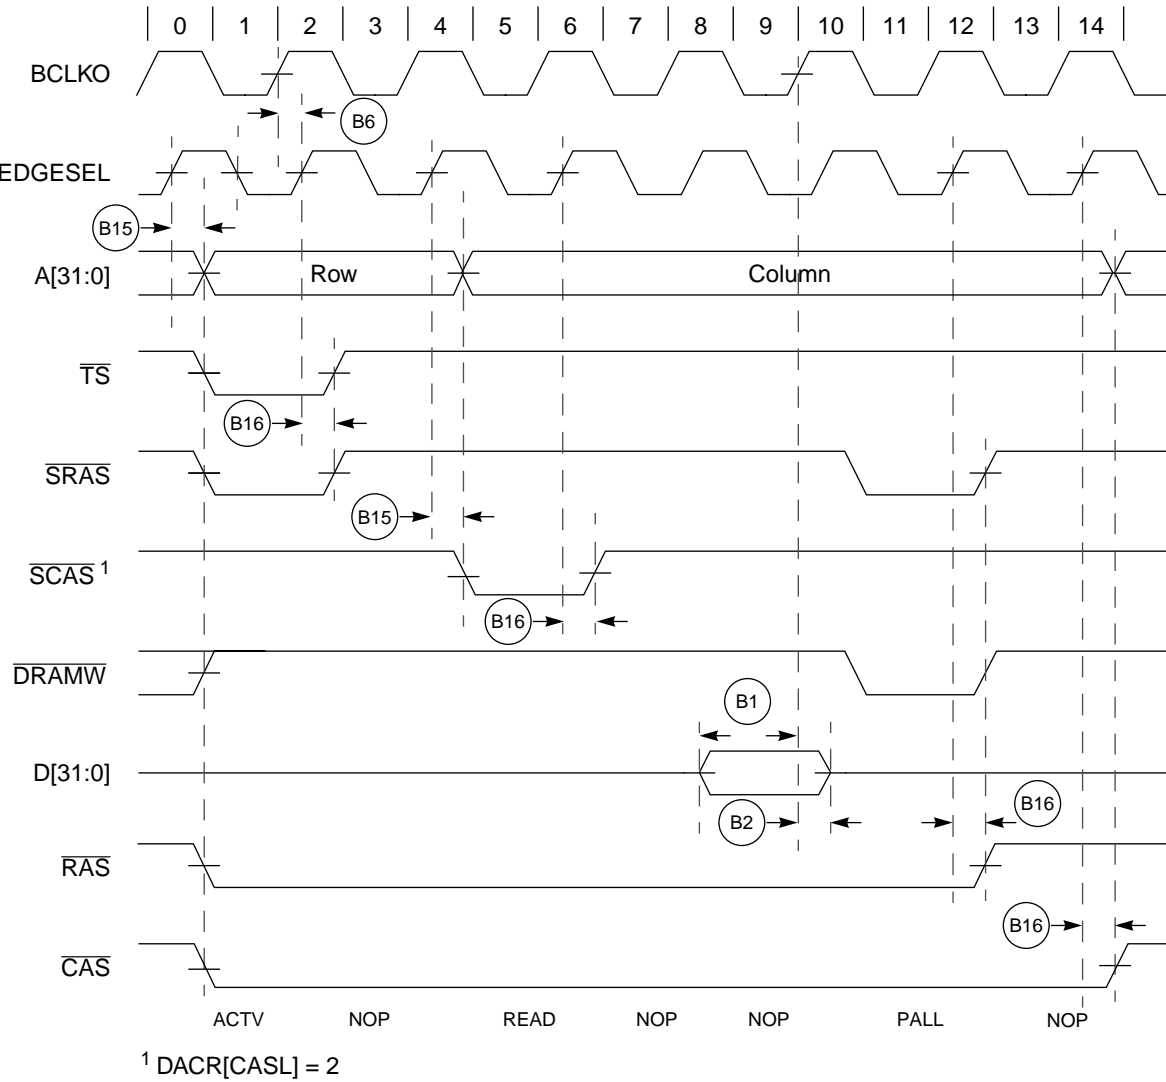 0 1 2 3 4 5 6 7 8 9 10 11 12 13 14
BCLKO
B6
EDGESEL
B15
A[31:0] Row Column
TS
B16
SRAS
B15
SCAS 1
B16
DRAMW
B1
D[31:0]
B16
B2
RAS
B16
CAS
ACTV NOP READ NOP NOP PALL NOP
1 DACR[CASL] = 2